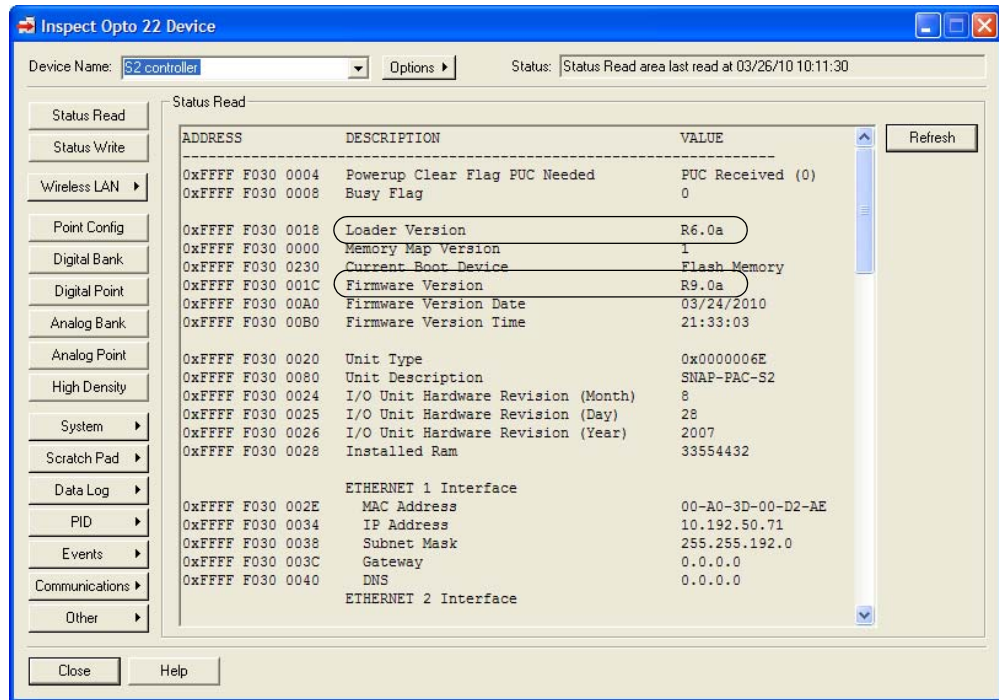 Inspect Opto 22 Device
Device Name: S2 controller Options Status: Status Read area last read at 03/26/10 10:11:30
Status Read
Status Write
Wireless LAN
Point Config
Digital Bank
Digital Point
Analog Bank
Analog Point
High Density
System
Scratch Pad
Data Log
PID
Events
Communications
Other
Status Read
ADDRESS DESCRIPTION VALUE
--------------------------------------------------------------------------
0xFFFF F030 0004 Powerup Clear Flag PUC Needed PUC Received (0)
0xFFFF F030 0008 Busy Flag 0
0xFFFF F030 0018 Loader Version R6.0a
0xFFFF F030 0000 Memory Map Version 1
0xFFFF F030 0230 Current Boot Device Flash Memory
0xFFFF F030 001C Firmware Version R9.0a
0xFFFF F030 00A0 Firmware Version Date 03/24/2010
0xFFFF F030 00B0 Firmware Version Time 21:33:03
0xFFFF F030 0020 Unit Type 0x0000006E
0xFFFF F030 0080 Unit Description SNAP-PAC-S2
0xFFFF F030 0024 I/O Unit Hardware Revision (Month) 8
0xFFFF F030 0025 I/O Unit Hardware Revision (Day) 28
0xFFFF F030 0026 I/O Unit Hardware Revision (Year) 2007
0xFFFF F030 0028 Installed Ram 33554432
ETHERNET 1 Interface
0xFFFF F030 002E MAC Address 00-A0-3D-00-D2-AE
0xFFFF F030 0034 IP Address 10.192.50.71
0xFFFF F030 0038 Subnet Mask 255.255.192.0
0xFFFF F030 003C Gateway 0.0.0.0
0xFFFF F030 0040 DNS 0.0.0.0
ETHERNET 2 Interface
Refresh
Close Help